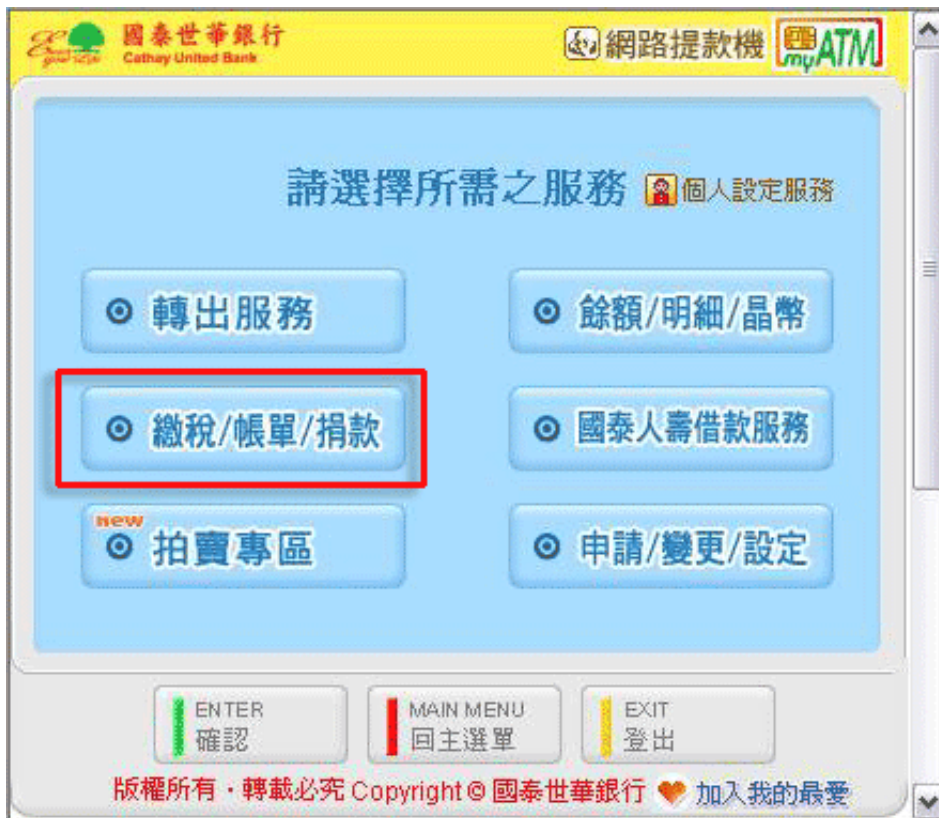 國泰世華銀行
Cathay United Bank
網路提款機 myATM
請選擇所需之服務 個人設定服務
轉出服務
餘額/明細/晶幣
繳稅/帳單/捐款
國泰人壽借款服務
new
拍賣專區
申請/變更/設定
ENTER
確認
MAIN MENU
回主選單
EXIT
登出
版權所有・轉載必究 Copyright © 國泰世華銀行 加入我的最愛